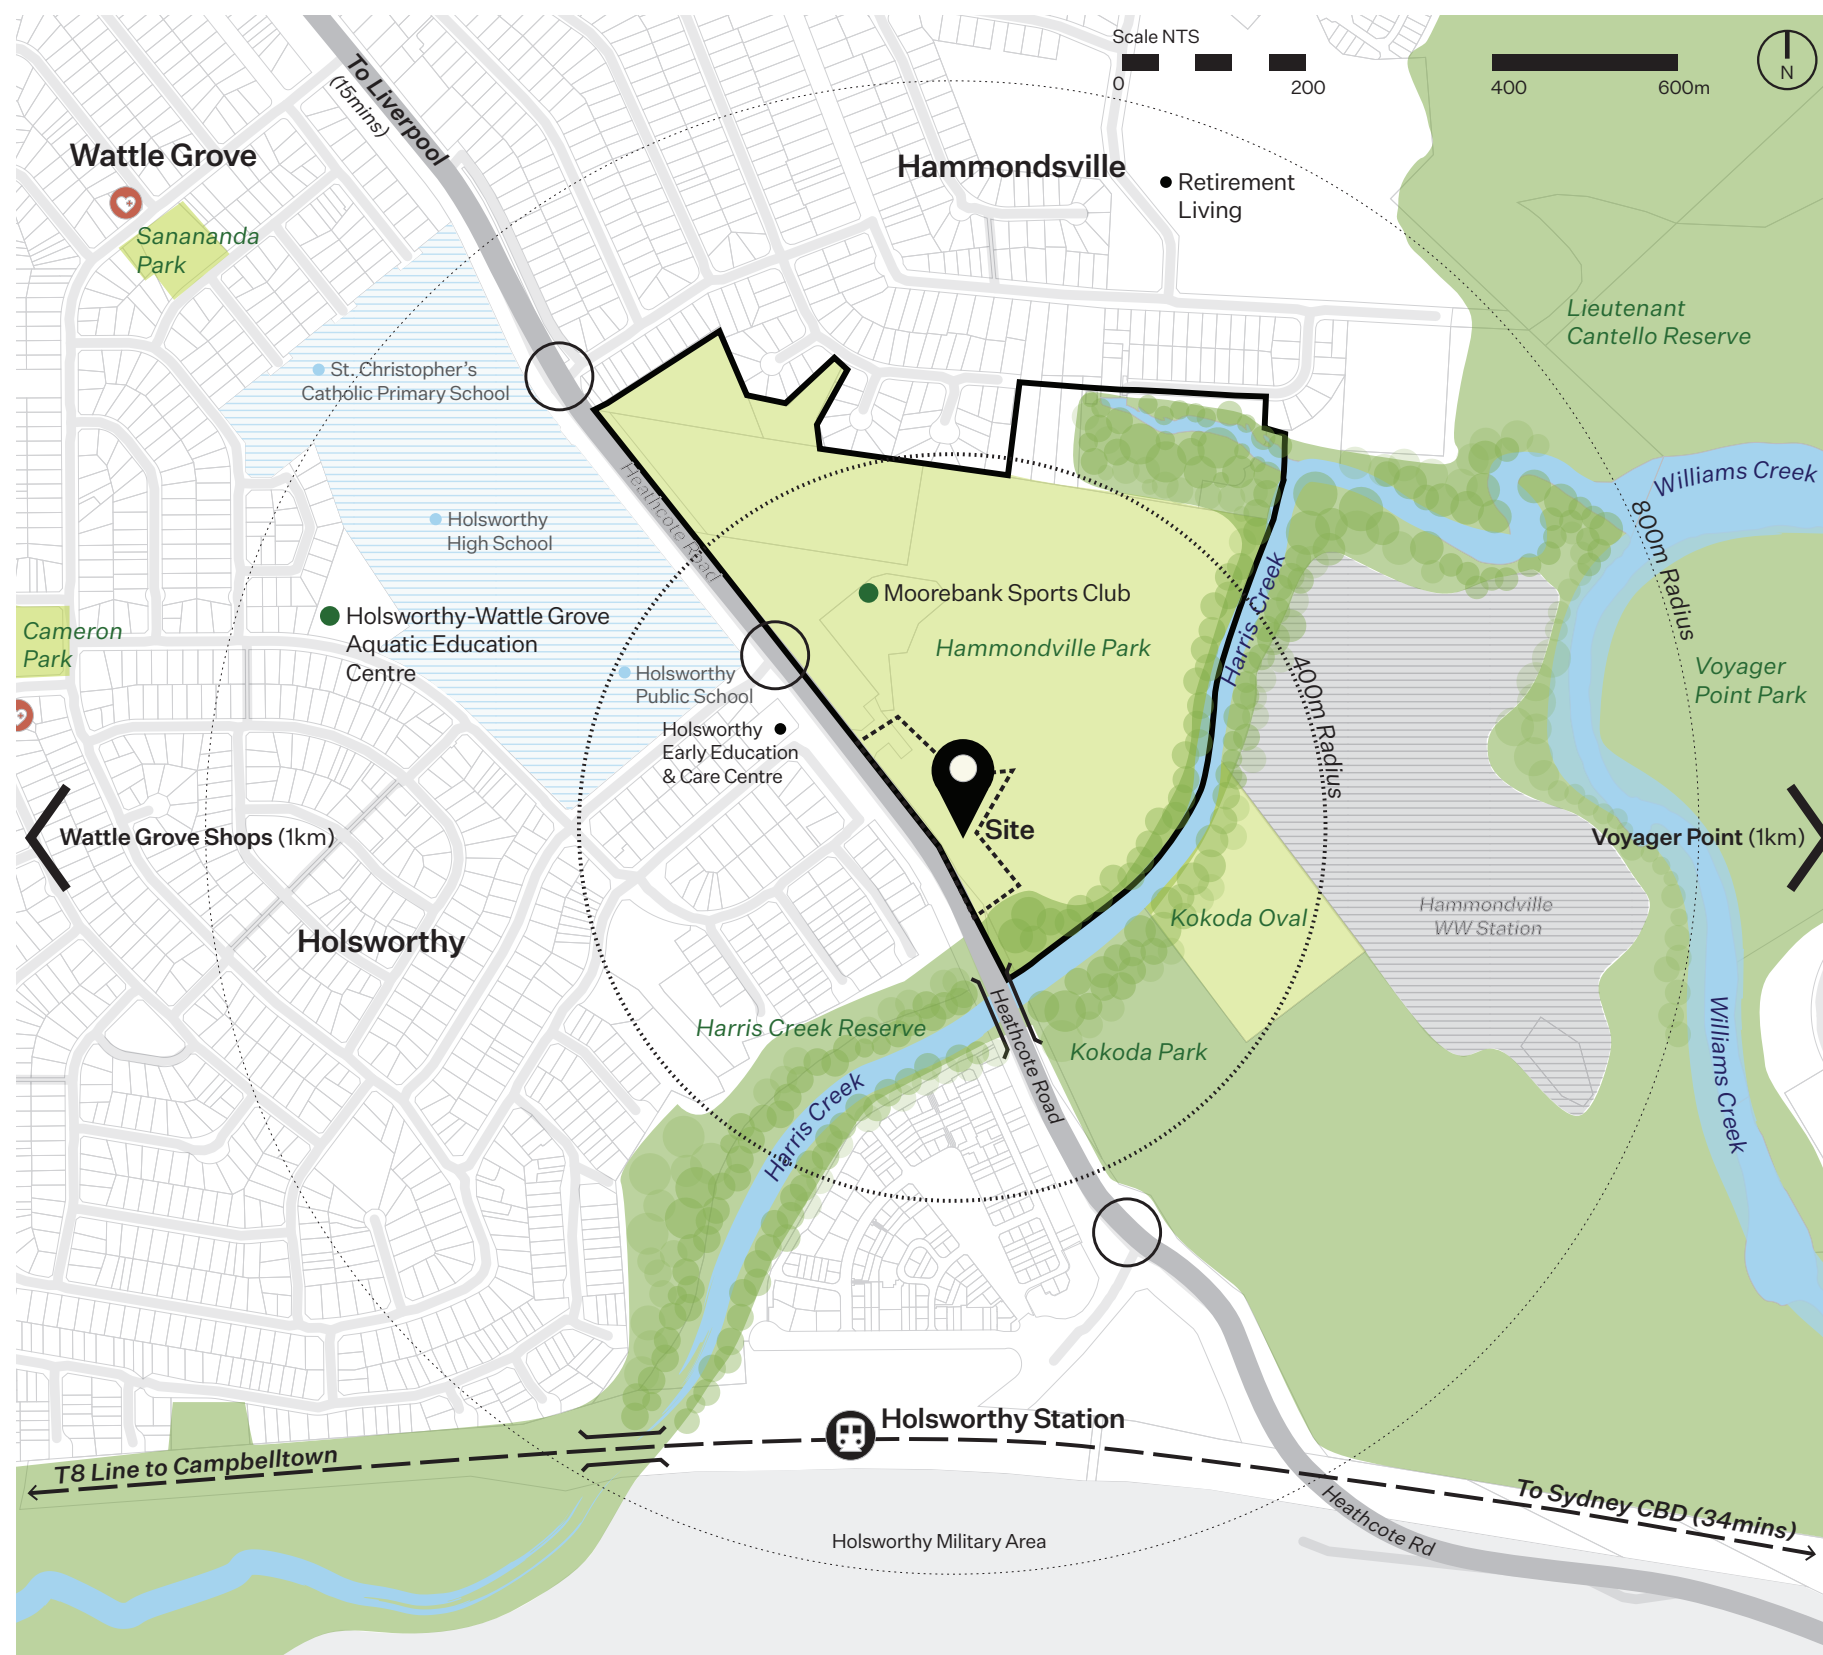 Scale NTS
0
200
400
600m
N
To Liverpool
(15mins)
Wattle Grove
Hammondsville
Retirement
Living
Sanananda
Park
Lieutenant
Cantello Reserve
St. Christopher's
Catholic Primary School
Heathcote Road
Williams Creek
800m Radius
Holsworthy
High School
Harris Creek
Moorebank Sports Club
Hammondville Park
Holsworthy-Wattle Grove
Aquatic Education
Centre
Cameron
Park
Holsworthy
Public School
400m Radius
Voyager
Point Park
Holsworthy
Early Education
& Care Centre
Site
Wattle Grove Shops (1km)
Voyager Point (1km)
Kokoda Oval
Hammondville
WW Station
Holsworthy
Harris Creek Reserve
Heathcote Road
Kokoda Park
Williams Creek
Harris Creek
Holsworthy Station
T8 Line to Campbelltown
To Sydney CBD (34mins)
Heathcote Rd
Holsworthy Military Area